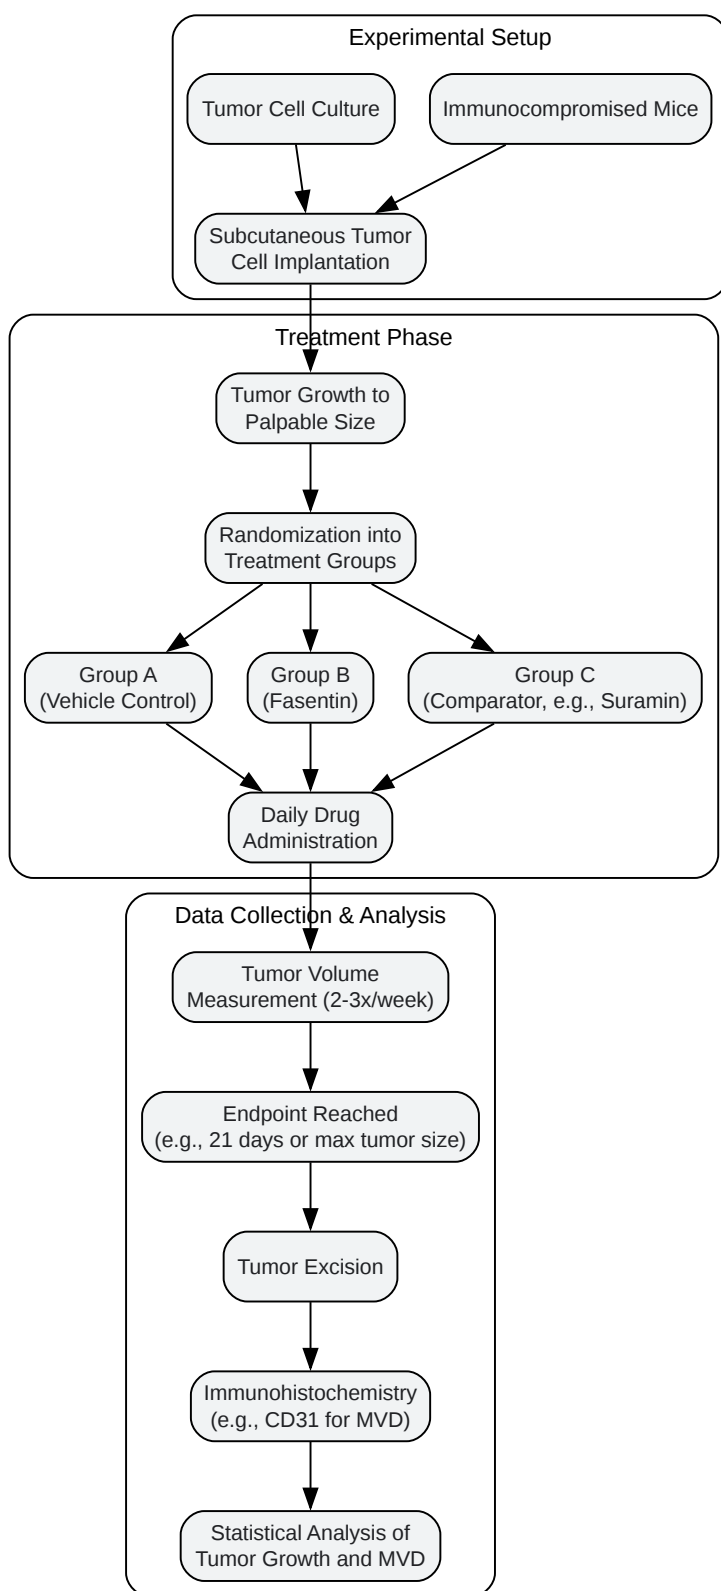 Experimental Setup
Tumor Cell Culture
Immunocompromised Mice
Subcutaneous Tumor
Cell Implantation
Treatment Phase
Tumor Growth to
Palpable Size
Randomization into
Treatment Groups
Group A
(Vehicle Control)
Group B
(Fasentin)
Group C
(Comparator, e.g., Suramin)
Daily Drug
Administration
Data Collection & Analysis
Tumor Volume
Measurement (2-3x/week)
Endpoint Reached
(e.g., 21 days or max tumor size)
Tumor Excision
Immunohistochemistry
(e.g., CD31 for MVD)
Statistical Analysis of
Tumor Growth and MVD